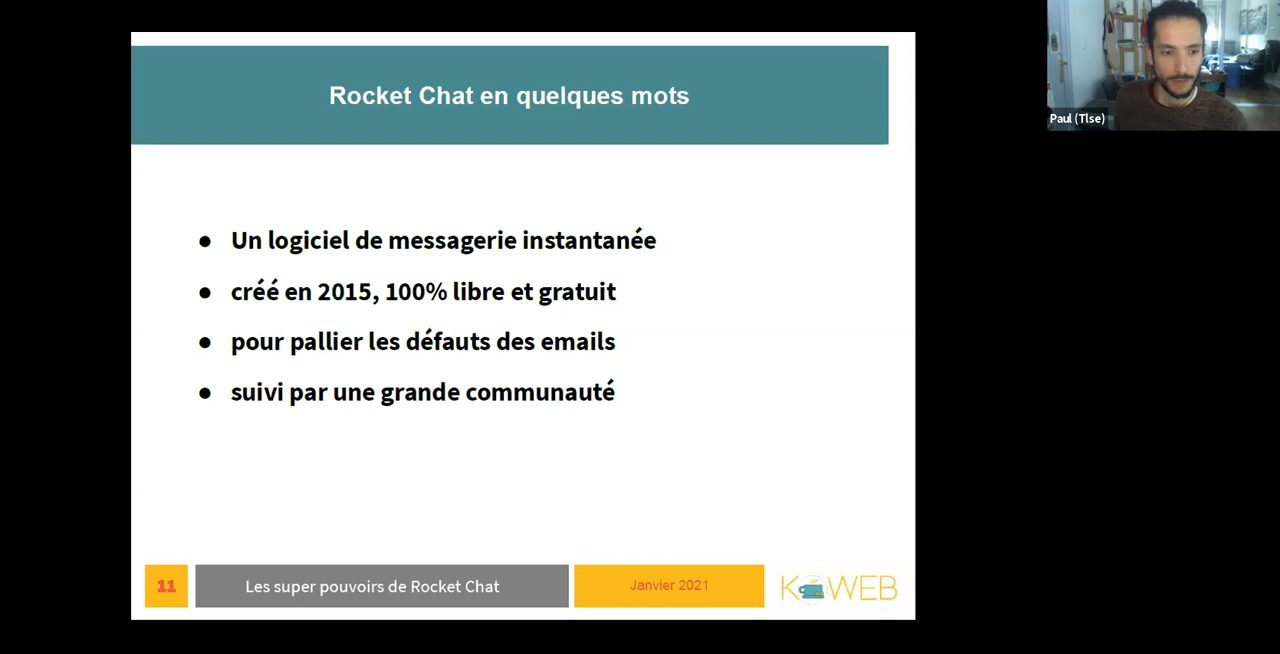 Rocket Chat en quelques mots
Paul (Tlse)
● Un logiciel de messagerie instantanée
● créé en 2015, 100% libre et gratuit
● pour pallier les défauts des emails
● suivi par une grande communauté
11
Les super pouvoirs de Rocket Chat
Janvier 2021
KOWEB